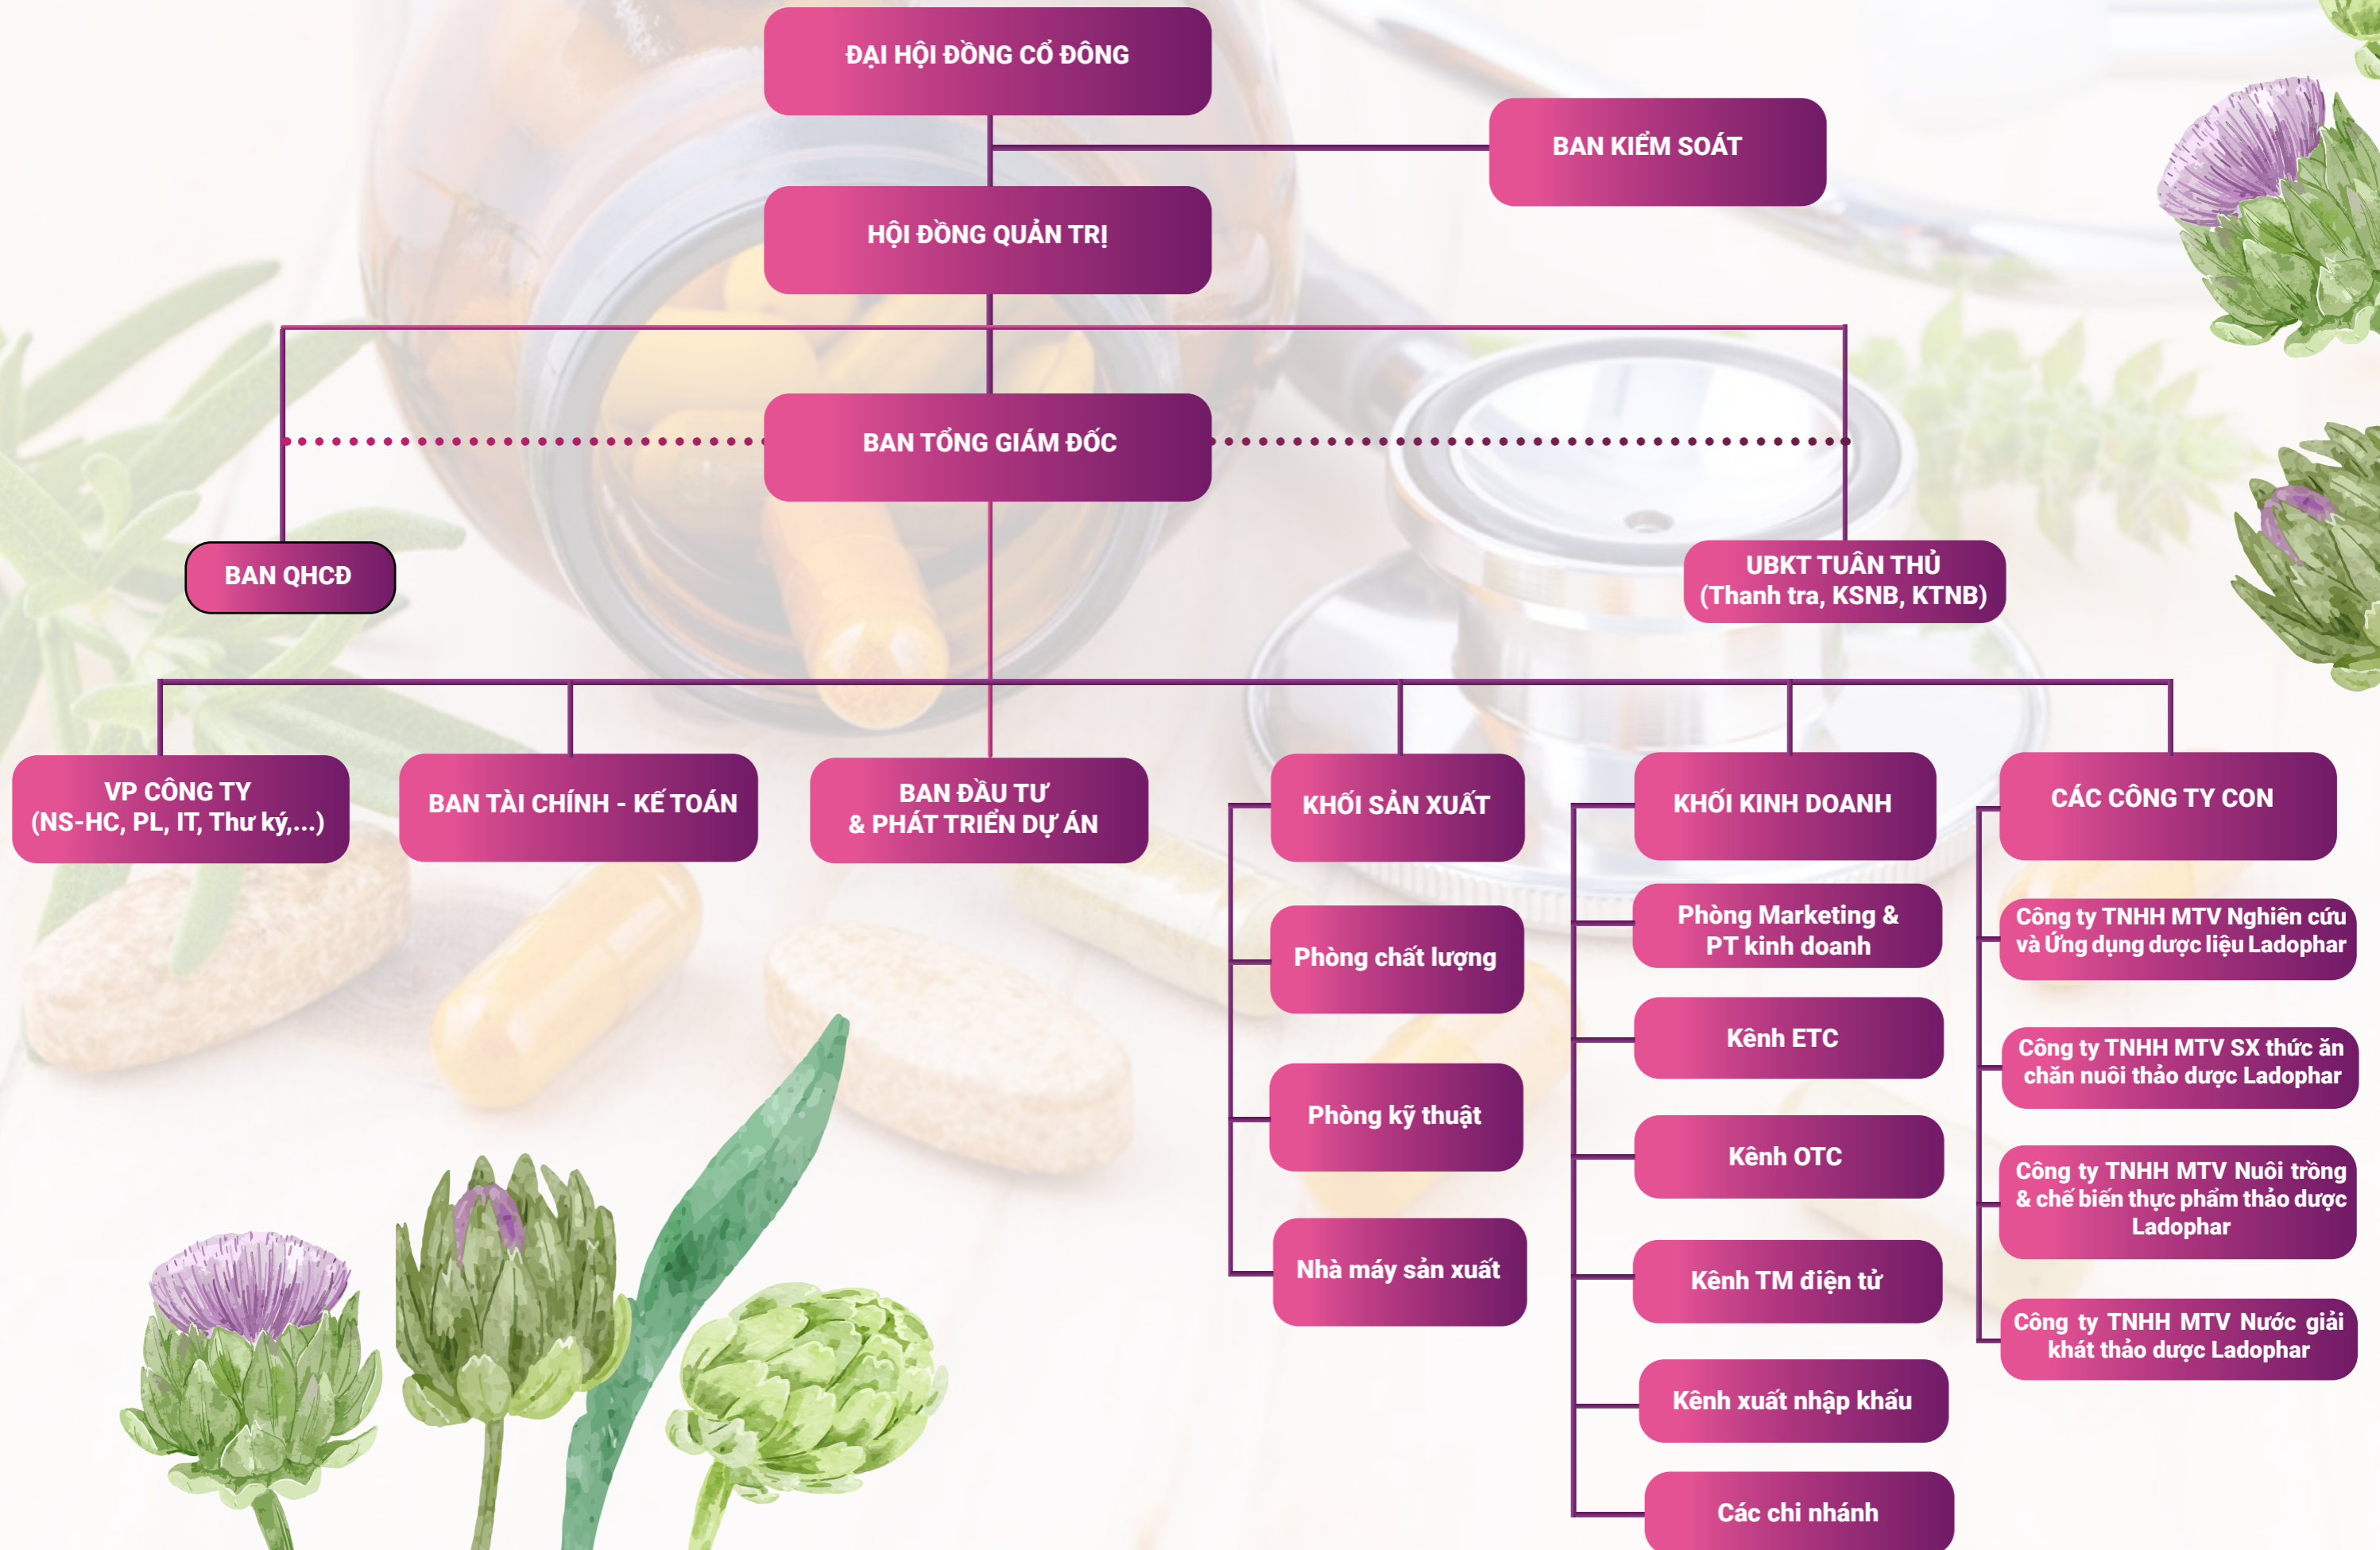 ĐẠI HỘI ĐỒNG CỔ ĐÔNG
BAN KIỂM SOÁT
HỘI ĐỒNG QUẢN TRỊ
BAN TỔNG GIÁM ĐỐC
BAN QHCĐ
UBKT TUÂN THỦ
(Thanh tra, KSNB, KTNB)
VP CÔNG TY
(NS-HC, PL, IT, Thư ký,...)
BAN TÀI CHÍNH - KẾ TOÁN
BAN ĐẦU TƯ
& PHÁT TRIỂN DỰ ÁN
KHỐI SẢN XUẤT
Phòng chất lượng
Phòng kỹ thuật
Nhà máy sản xuất
KHỐI KINH DOANH
Phòng Marketing &
PT kinh doanh
Kênh ETC
Kênh OTC
Kênh TM điện tử
Kênh xuất nhập khẩu
Các chi nhánh
CÁC CÔNG TY CON
Công ty TNHH MTV Nghiên cứu
và Ứng dụng dược liệu Ladophar
Công ty TNHH MTV SX thức ăn
chăn nuôi thảo dược Ladophar
Công ty TNHH MTV Nuôi trồng
& chế biến thực phẩm thảo dược
Ladophar
Công ty TNHH MTV Nước giải
khát thảo dược Ladophar